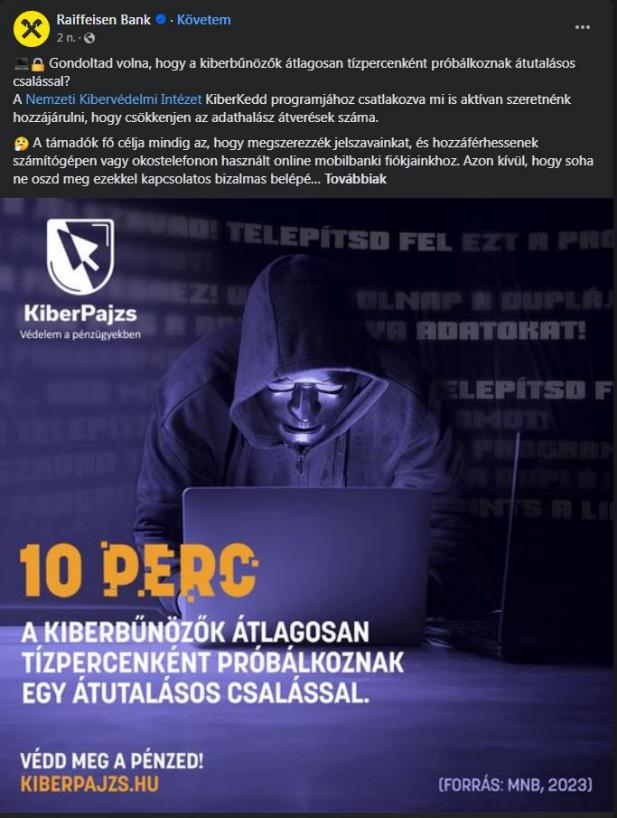 Raiffeisen Bank · Követem
2 n. ·
Gondoltad volna, hogy a kiberbűnözők átlagosan tízpercenként próbálkoznak átutalásos
csalással?
A Nemzeti Kibervédelmi Intézet KiberKedd programjához csatlakozva mi is aktívan szeretnénk
hozzájárulni, hogy csökkenjen az adathalász átverések száma.
A támadók fő célja mindig az, hogy megszerezzék jelszavainkat, és hozzáférhessenek
számítógépen vagy okostelefonon használt online mobilbanki fiókjainkhoz. Azon kívül, hogy soha
ne oszd meg ezekkel kapcsolatos bizalmas belépé... Továbbiak
TELEPÍTSD FEL EZT A PRO
OLNAP A DUPLÁJ
ADATOKAT!
ELEPÍTSD F
KiberPajzs
Védelem a pénzügyekben
10 PERC
A KIBERBŰNÖZŐK ÁTLAGOSAN
TÍZPERCENKÉNT PRÓBÁLKOZNAK
EGY ÁTUTALÁSOS CSALÁSSAL.
VÉDD MEG A PÉNZED!
KIBERPAJZS.HU
(FORRÁS: MNB, 2023)